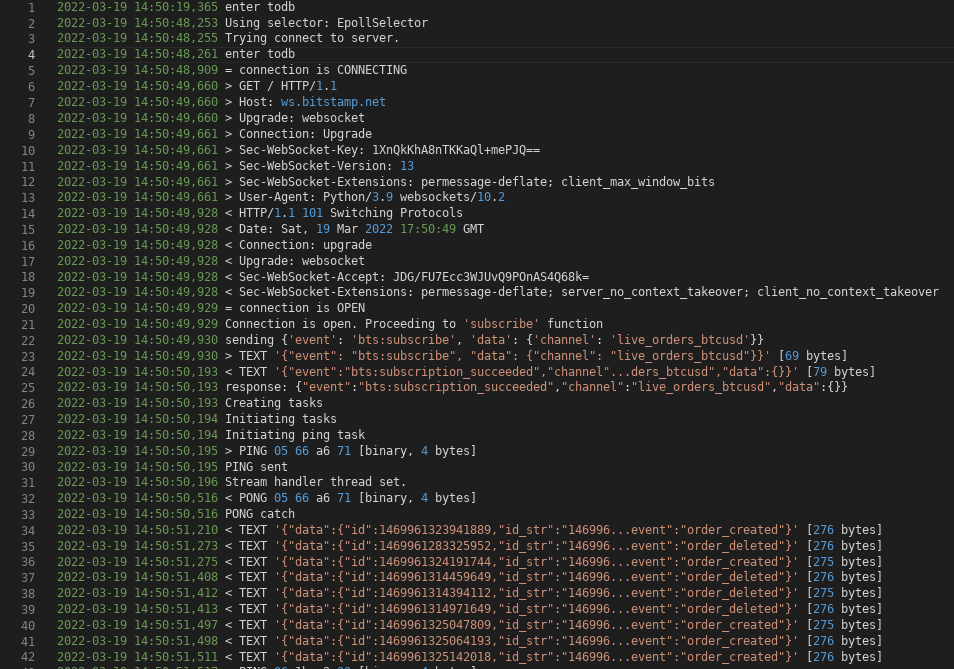 1 2022-03-19 14:50:19,365 enter todb
2 2022-03-19 14:50:48,253 Using selector: EpollSelector
3 2022-03-19 14:50:48,255 Trying connect to server.
4 2022-03-19 14:50:48,261 enter todb
5 2022-03-19 14:50:48,909 = connection is CONNECTING
6 2022-03-19 14:50:49,660 > GET / HTTP/1.1
7 2022-03-19 14:50:49,660 > Host: ws.bitstamp.net
8 2022-03-19 14:50:49,660 > Upgrade: websocket
9 2022-03-19 14:50:49,661 > Connection: Upgrade
10 2022-03-19 14:50:49,661 > Sec-WebSocket-Key: 1XnQkKhA8nTKKaQl+mePJQ==
11 2022-03-19 14:50:49,661 > Sec-WebSocket-Version: 13
12 2022-03-19 14:50:49,661 > Sec-WebSocket-Extensions: permessage-deflate; client_max_window_bits
13 2022-03-19 14:50:49,661 > User-Agent: Python/3.9 websockets/10.2
14 2022-03-19 14:50:49,928 < HTTP/1.1 101 Switching Protocols
15 2022-03-19 14:50:49,928 < Date: Sat, 19 Mar 2022 17:50:49 GMT
16 2022-03-19 14:50:49,928 < Connection: upgrade
17 2022-03-19 14:50:49,928 < Upgrade: websocket
18 2022-03-19 14:50:49,928 < Sec-WebSocket-Accept: JDG/FU7Ecc3WJUvQ9POnAS4Q68k=
19 2022-03-19 14:50:49,928 < Sec-WebSocket-Extensions: permessage-deflate; server_no_context_takeover; client_no_context_takeover
20 2022-03-19 14:50:49,929 = connection is OPEN
21 2022-03-19 14:50:49,929 Connection is open. Proceeding to 'subscribe' function
22 2022-03-19 14:50:49,930 sending {'event': 'bts:subscribe', 'data': {'channel': 'live_orders_btcusd'}}
23 2022-03-19 14:50:49,930 > TEXT '{"event": "bts:subscribe", "data": {"channel": "live_orders_btcusd"}}' [69 bytes]
24 2022-03-19 14:50:50,193 < TEXT '{"event":"bts:subscription_succeeded","channel"...ders_btcusd","data":{}}' [79 bytes]
25 2022-03-19 14:50:50,193 response: {"event":"bts:subscription_succeeded","channel":"live_orders_btcusd","data":{}}
26 2022-03-19 14:50:50,193 Creating tasks
27 2022-03-19 14:50:50,194 Initiating tasks
28 2022-03-19 14:50:50,194 Initiating ping task
29 2022-03-19 14:50:50,195 > PING 05 66 a6 71 [binary, 4 bytes]
30 2022-03-19 14:50:50,195 PING sent
31 2022-03-19 14:50:50,196 Stream handler thread set.
32 2022-03-19 14:50:50,516 < PONG 05 66 a6 71 [binary, 4 bytes]
33 2022-03-19 14:50:50,516 PONG catch
34 2022-03-19 14:50:51,210 < TEXT '{"data":{"id":1469961323941889,"id_str":"146996...event":"order_created"}' [276 bytes]
35 2022-03-19 14:50:51,273 < TEXT '{"data":{"id":1469961283325952,"id_str":"146996...event":"order_deleted"}' [276 bytes]
36 2022-03-19 14:50:51,275 < TEXT '{"data":{"id":1469961324191744,"id_str":"146996...event":"order_created"}' [275 bytes]
37 2022-03-19 14:50:51,408 < TEXT '{"data":{"id":1469961314459649,"id_str":"146996...event":"order_deleted"}' [276 bytes]
38 2022-03-19 14:50:51,412 < TEXT '{"data":{"id":1469961314394112,"id_str":"146996...event":"order_deleted"}' [275 bytes]
39 2022-03-19 14:50:51,413 < TEXT '{"data":{"id":1469961314971649,"id_str":"146996...event":"order_deleted"}' [276 bytes]
40 2022-03-19 14:50:51,497 < TEXT '{"data":{"id":1469961325047809,"id_str":"146996...event":"order_created"}' [275 bytes]
41 2022-03-19 14:50:51,498 < TEXT '{"data":{"id":1469961325064193,"id_str":"146996...event":"order_created"}' [276 bytes]
42 2022-03-19 14:50:51,511 < TEXT '{"data":{"id":1469961325142018,"id_str":"146996...event":"order_created"}' [276 bytes]